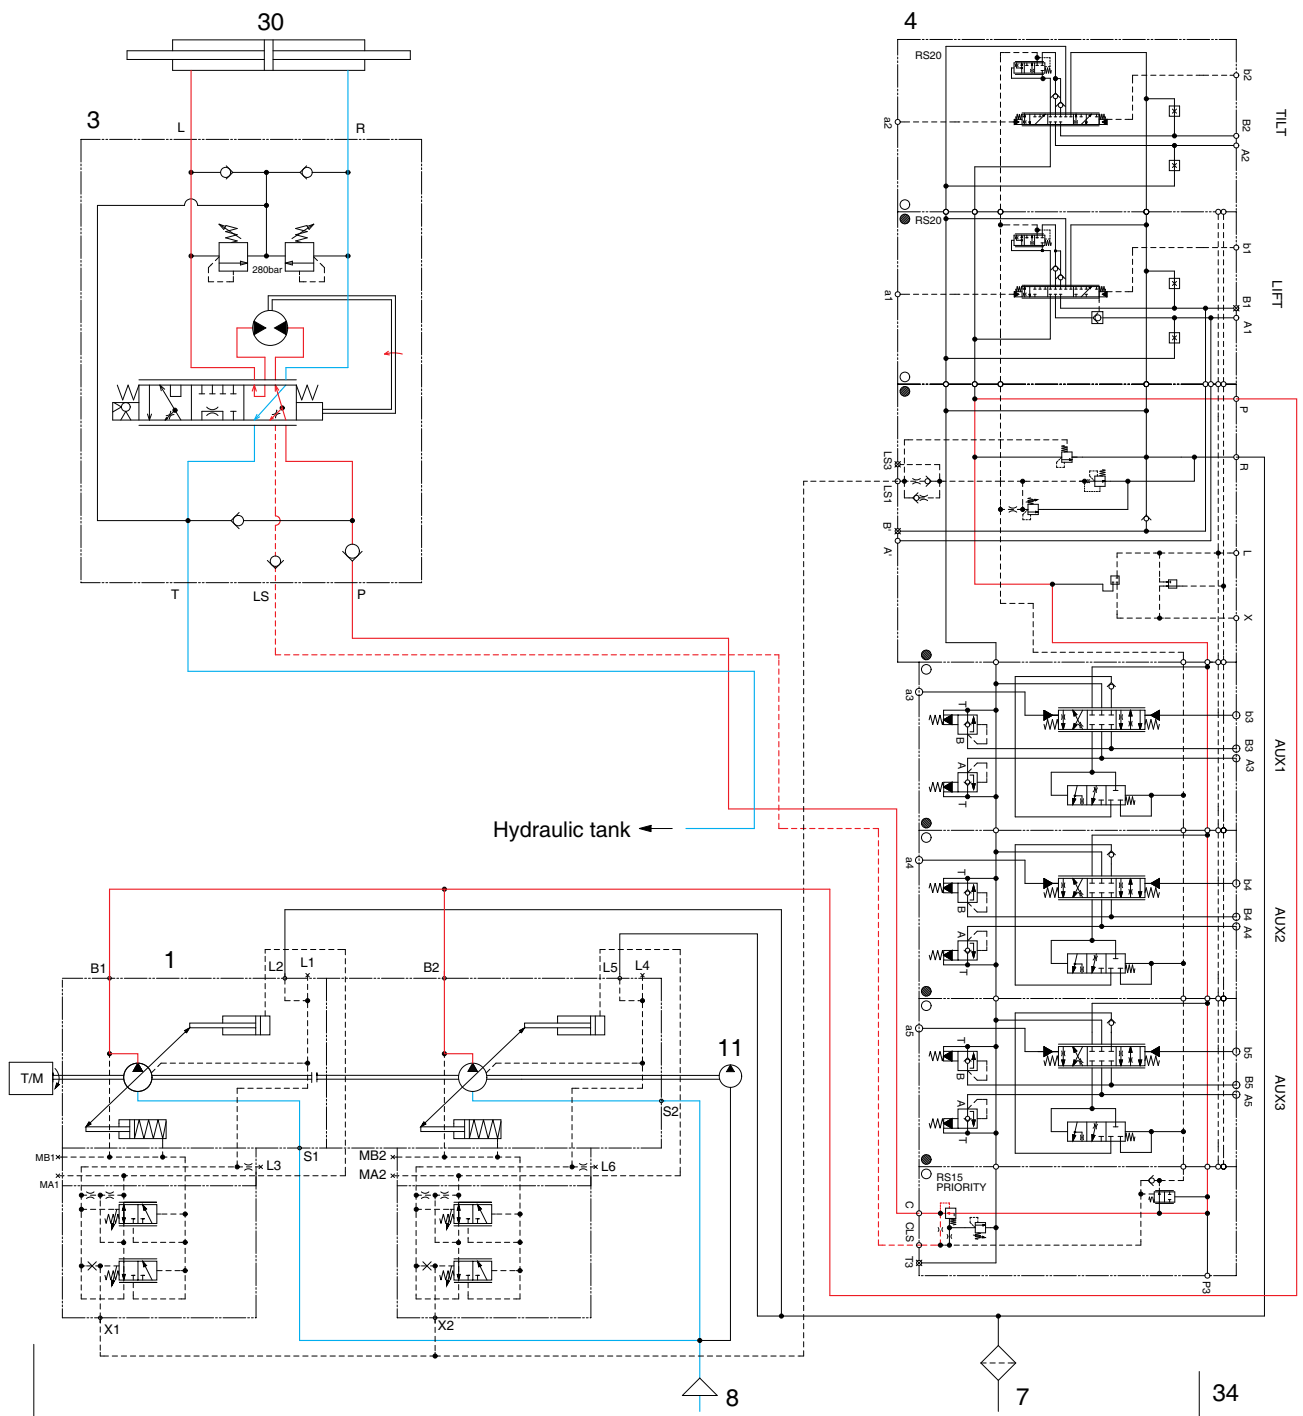 30
4
RS20
b2
a2
B2
A2
TILT
3
L
R
280bar
RS20
b1
a1
B1
A1
LIFT
P
LS3
LS1
R
B'
A'
L
X
T
LS
P
a3
T
B
A
T
b3
B3
A3
AUX1
Hydraulic tank
a4
T
B
A
T
b4
B4
A4
AUX2
1
B1
L2
L1
B2
L5
L4
a5
T
B
A
T
b5
B5
A5
AUX3
T/M
11
S2
S1
MB1
MA1
L3
MB2
MA2
L6
RS15
PRIORITY
C
CLS
T3
P3
X1
X2
8
7
34